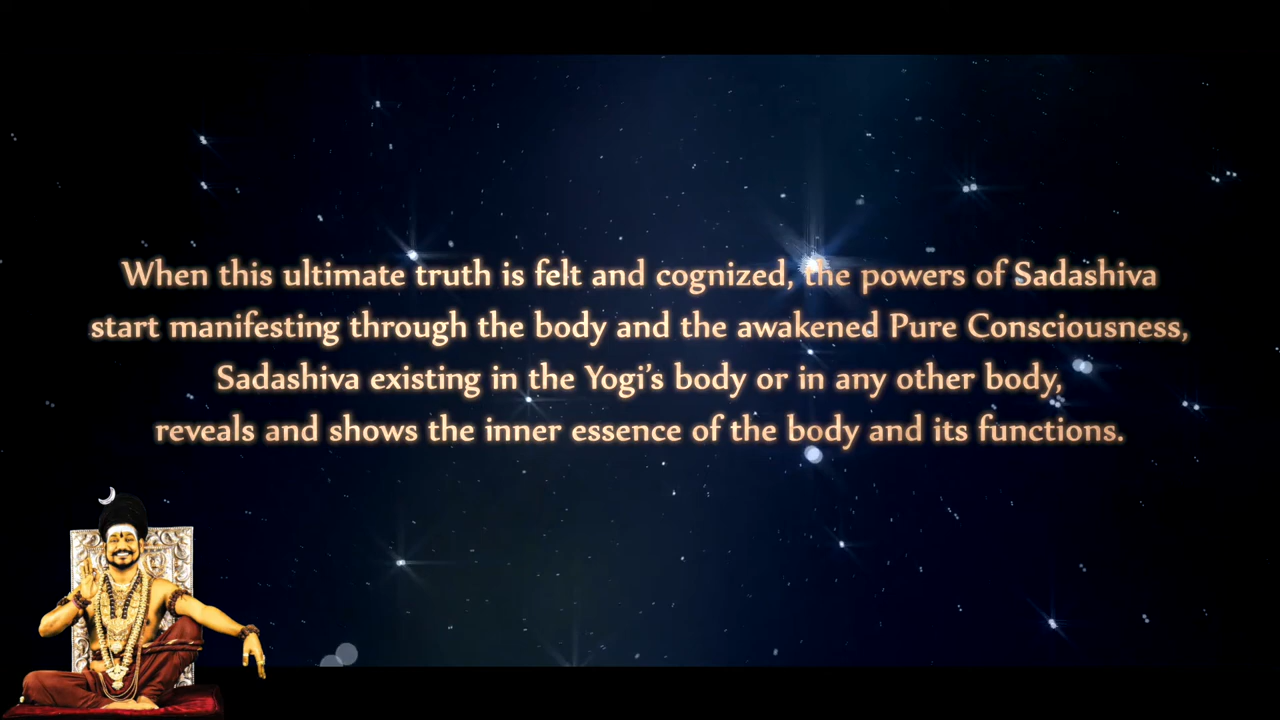 When this ultimate truth is felt and cognized, the powers of Sadashiva
start manifesting through the body and the awakened Pure Consciousness,
Sadashiva existing in the Yogi’s body or in any other body,
reveals and shows the inner essence of the body and its functions.